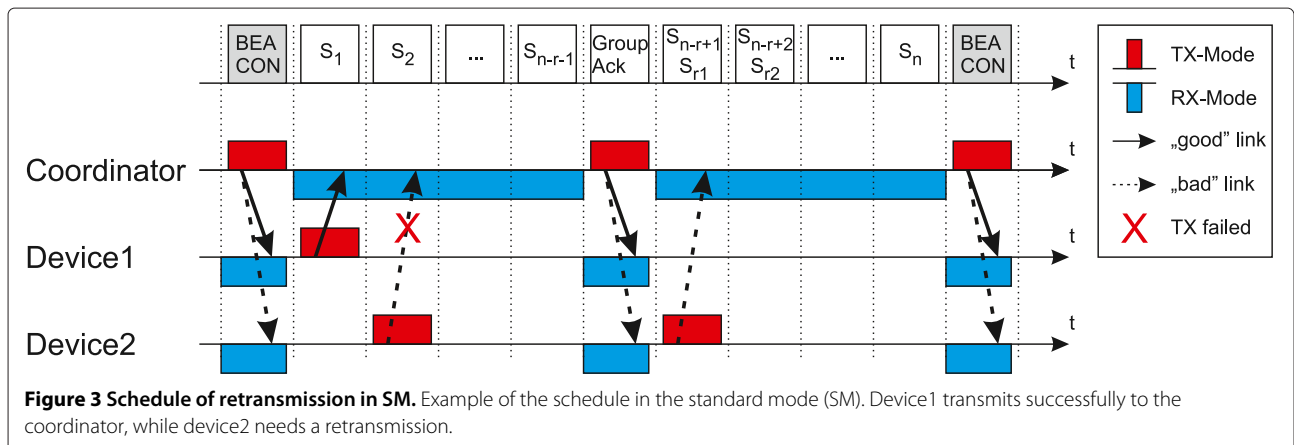 BEA
CON
S1
S2
...
Sn-r-1
Group
Ack
Sn-r+1
Sr1
Sn-r+2
Sr2
...
Sn
BEA
CON
t
TX-Mode
RX-Mode
„good” link
„bad” link
X TX failed
Coordinator
t
X
Device1
t
Device2
t
Figure 3 Schedule of retransmission in SM. Example of the schedule in the standard mode (SM). Device1 transmits successfully to the
coordinator, while device2 needs a retransmission.